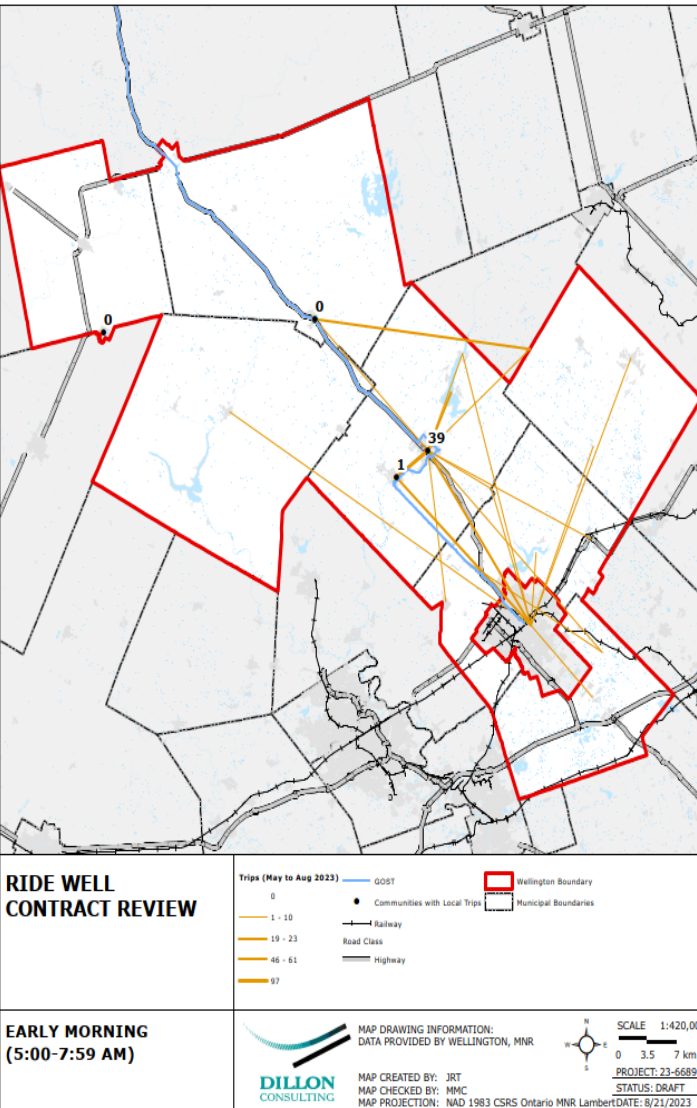 0
0
39
1
RIDE WELL
CONTRACT REVIEW
Trips (May to Aug 2023)
0
1 - 10
19 - 23
46 - 61
97
GOST
Communities with Local Trips
Railway
Road Class
Highway
Wellington Boundary
Municipal Boundaries
EARLY MORNING
(5:00-7:59 AM)
DILLON
CONSULTING
MAP DRAWING INFORMATION:
DATA PROVIDED BY WELLINGTON, MNR
MAP CREATED BY: JRT
MAP CHECKED BY: MMC
MAP PROJECTION: NAD 1983 CSRS Ontario MNR Lambert
N
W E
S
SCALE 1:420,00
0 3.5 7 km
PROJECT: 23-6689
STATUS: DRAFT
DATE: 8/21/2023